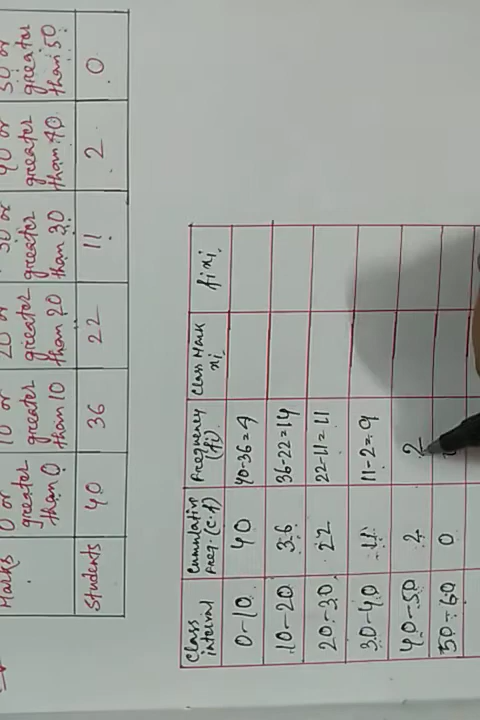 Marks 0 or greater than 0 10 or greater than 10 20 or greater than 20 30 or greater than 30 40 or greater than 40 50 or greater than 50
Students 40 36 22 11 2 0
Class interval Cumulative Freq. (c.f) Frequency (fi) Class Mark xi fixi
0-10 40 40-36=4
10-20 36 36-22=14
20-30 22 22-11=11
30-40 11 11-2=9
40-50 2 2
50-60 0